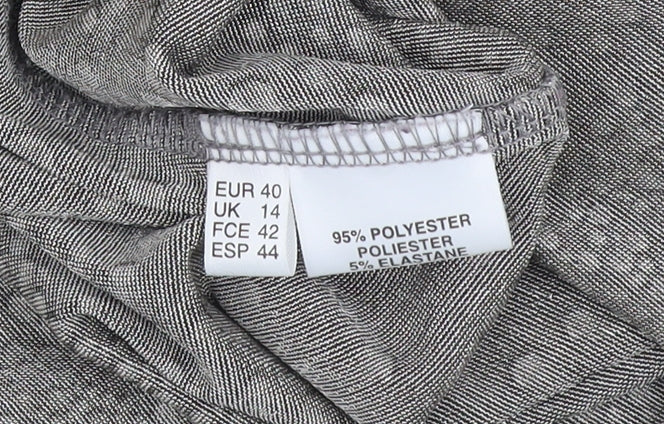 EUR 40
UK 14
FCE 42
ESP 44
95% POLYESTER
POLIESTER
5% ELASTANE